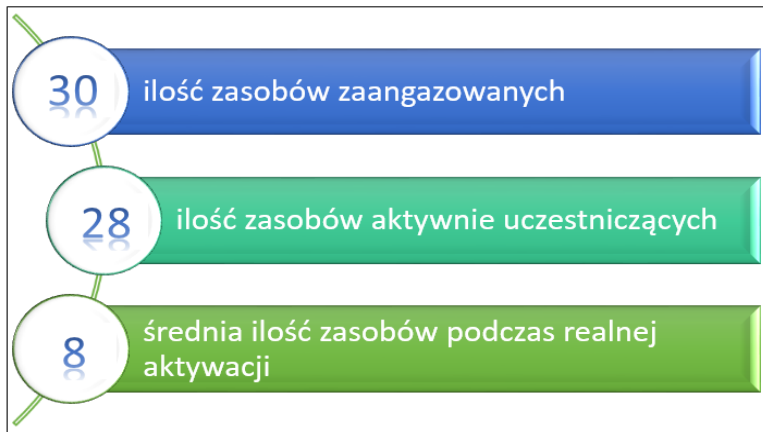 30
ilość zasobów zaangazowanych
28
ilość zasobów aktywnie uczestniczących
8
średnia ilość zasobów podczas realnej
aktywacji